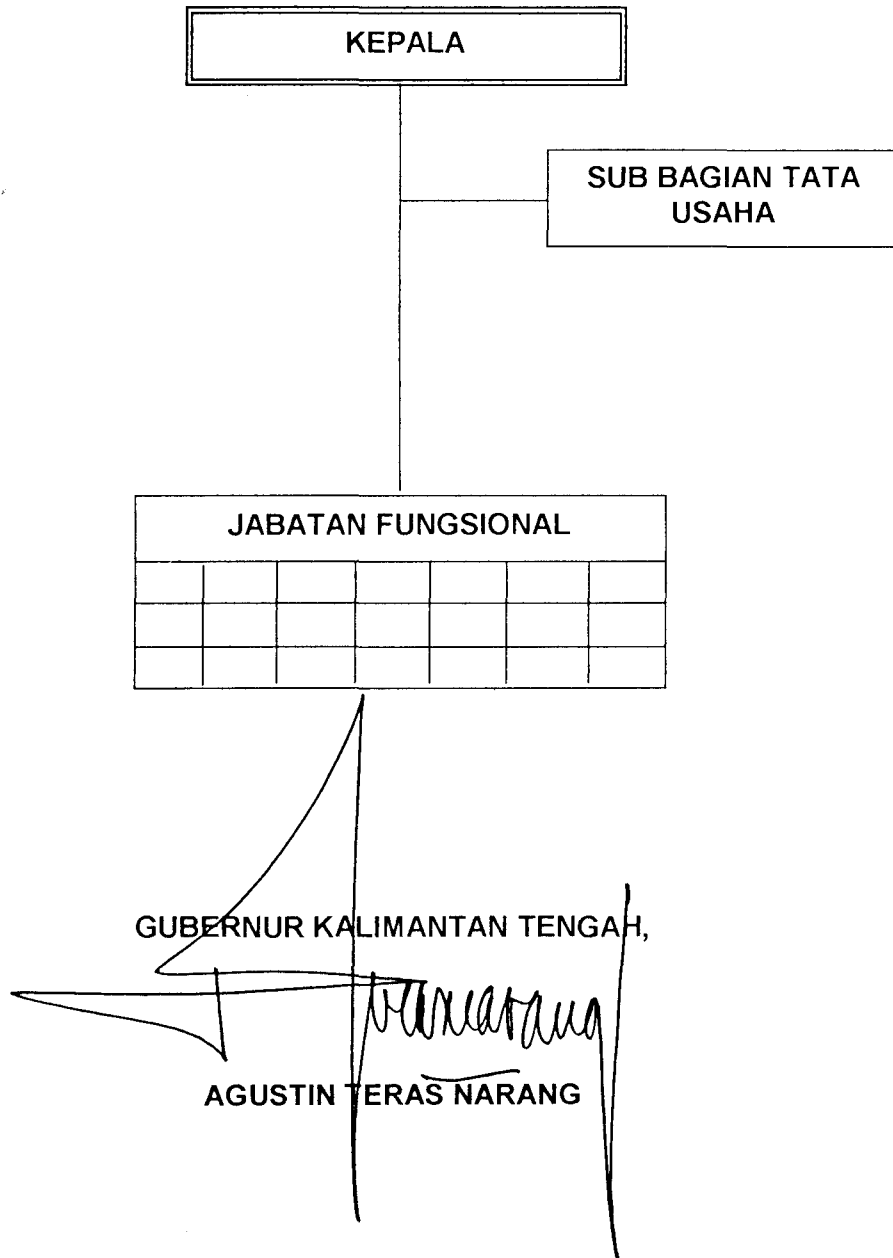 KEPALA
SUB BAGIAN TATA
USAHA
JABATAN FUNGSIONAL
GUBERNUR KALIMANTAN TENGAH,
AGUSTIN TERAS NARANG